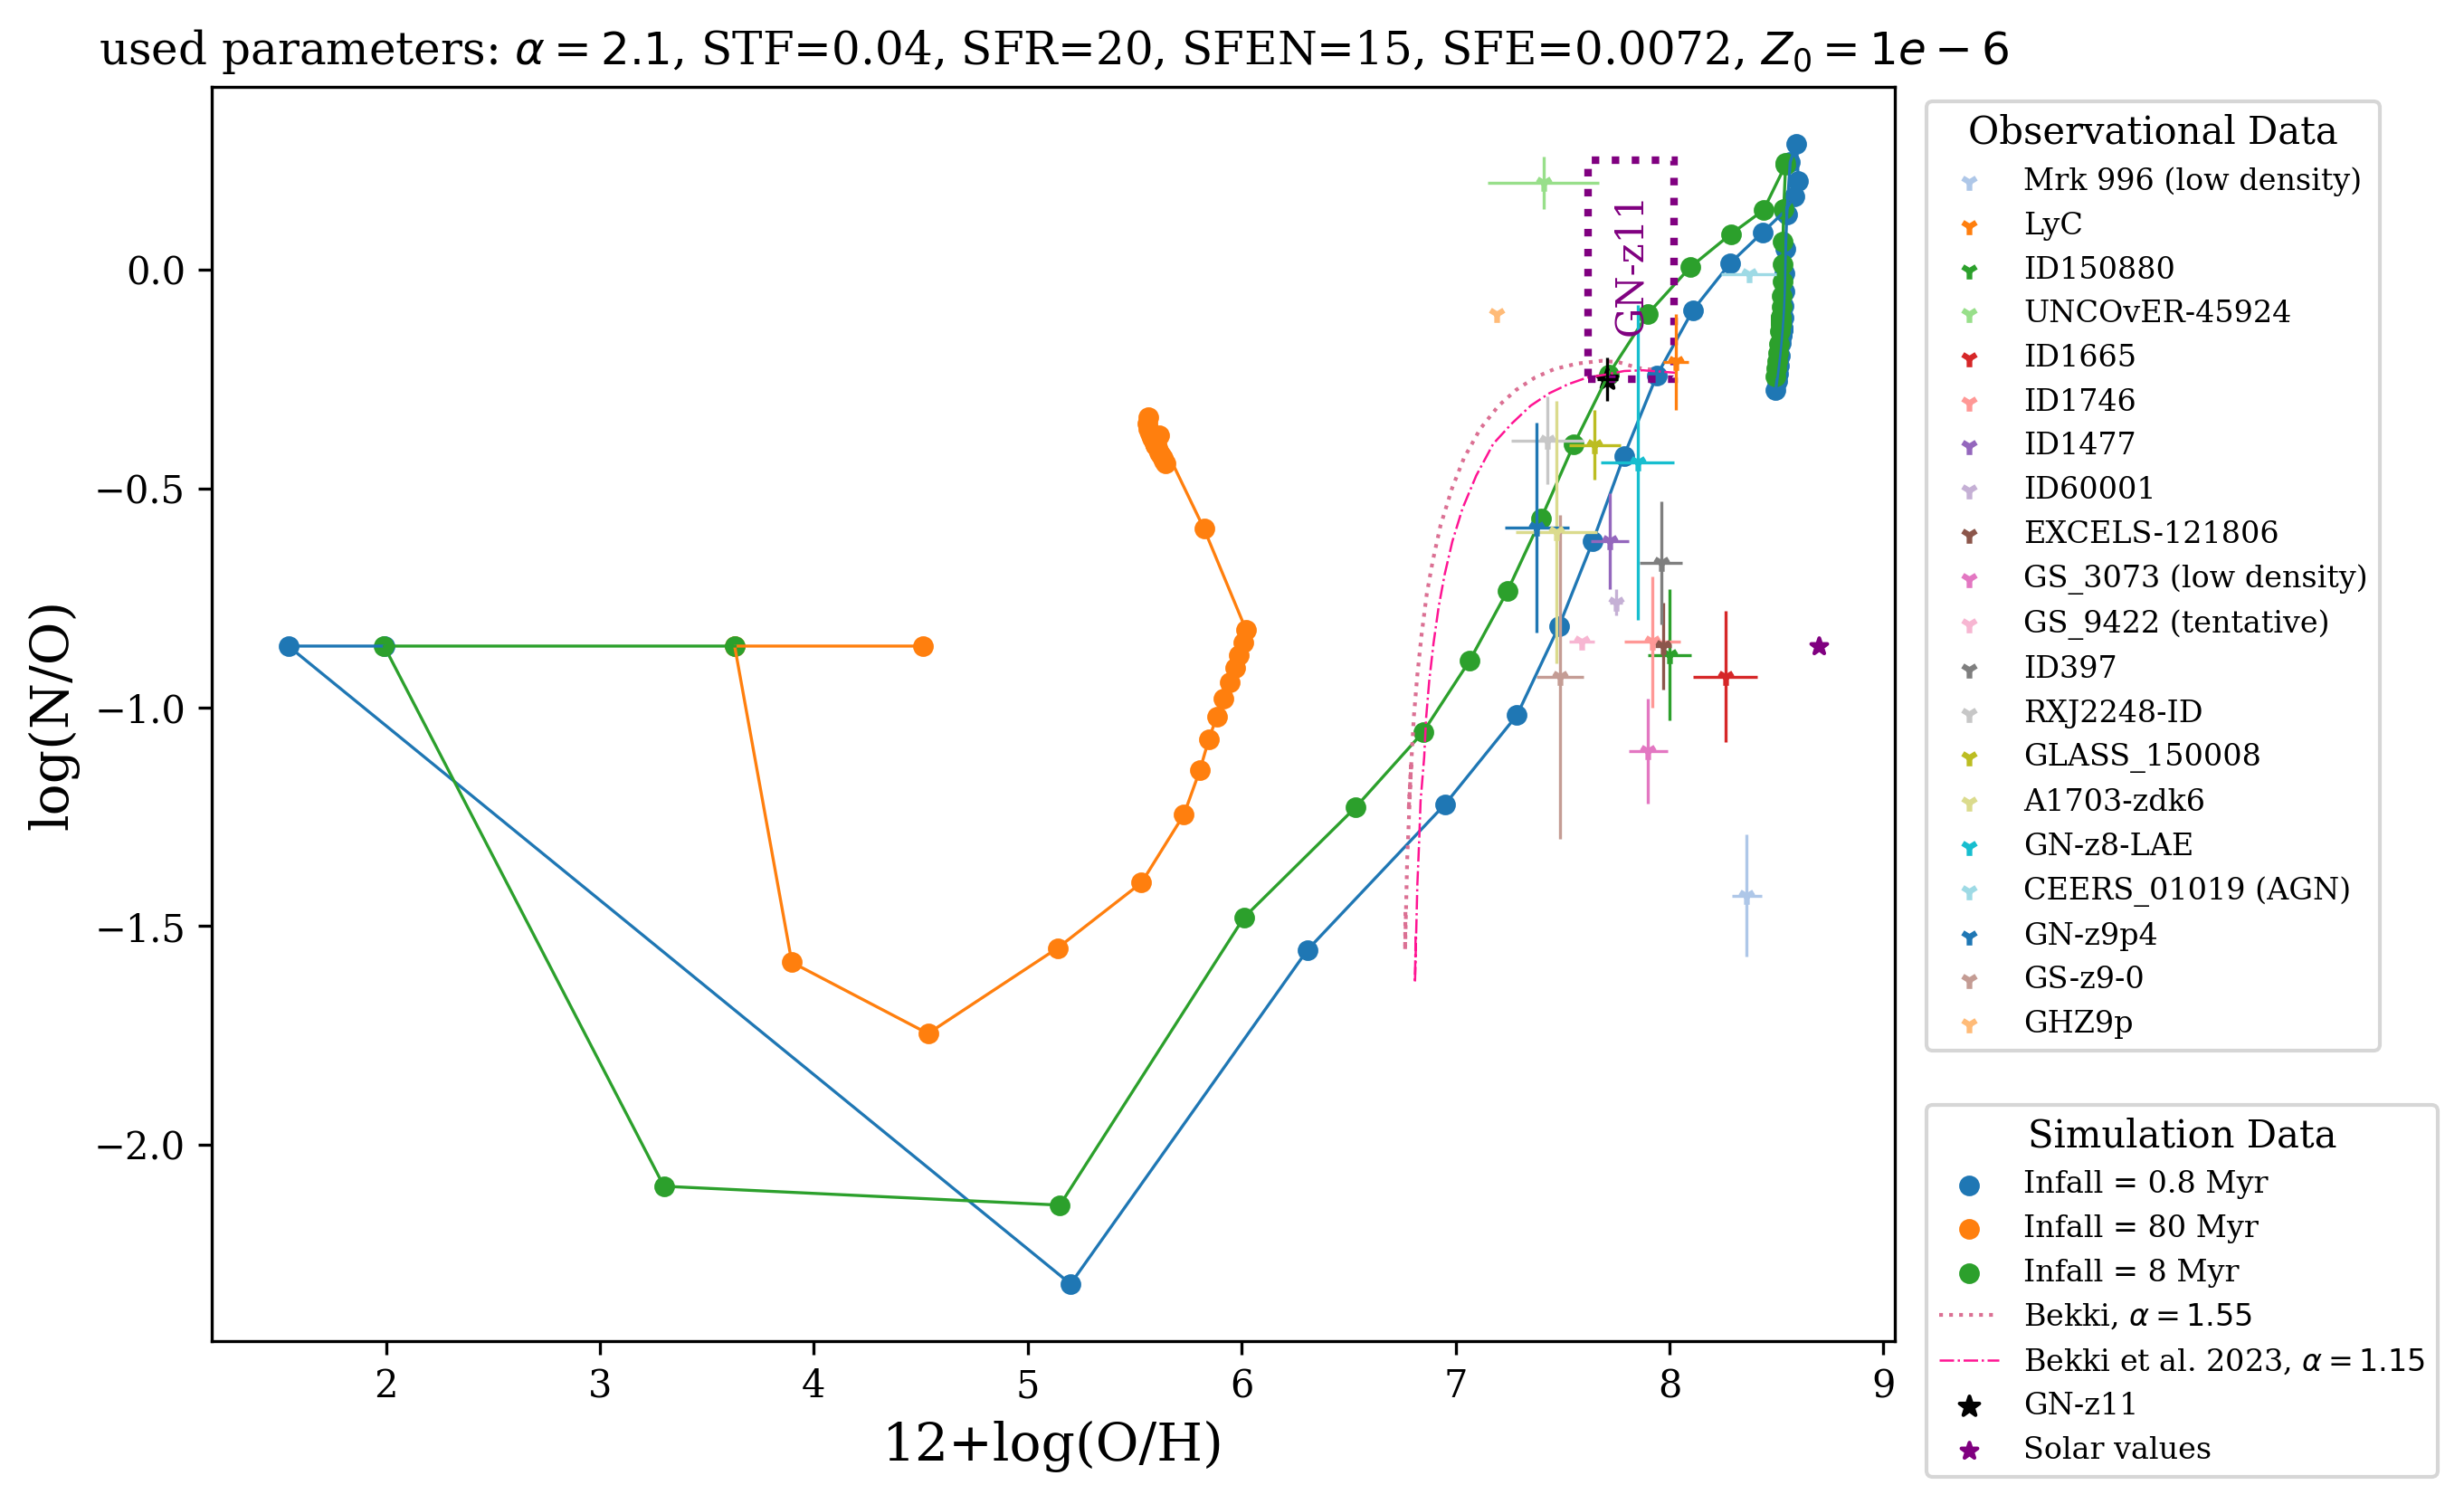 used parameters: α = 2.1, STF=0.04, SFR=20, SFEN=15, SFE=0.0072, Z₀ = 1e − 6
log(N/O)
0.0
−0.5
−1.0
−1.5
−2.0
GN-z11
2 3 4 5 6 7 8 9
12+log(O/H)
Observational Data
Mrk 996 (low density)
LyC
ID150880
UNCOvER-45924
ID1665
ID1746
ID1477
ID60001
EXCELS-121806
GS_3073 (low density)
GS_9422 (tentative)
ID397
RXJ2248-ID
GLASS_150008
A1703-zdk6
GN-z8-LAE
CEERS_01019 (AGN)
GN-z9p4
GS-z9-0
GHZ9p
Simulation Data
Infall = 0.8 Myr
Infall = 80 Myr
Infall = 8 Myr
Bekki, α = 1.55
Bekki et al. 2023, α = 1.15
GN-z11
Solar values